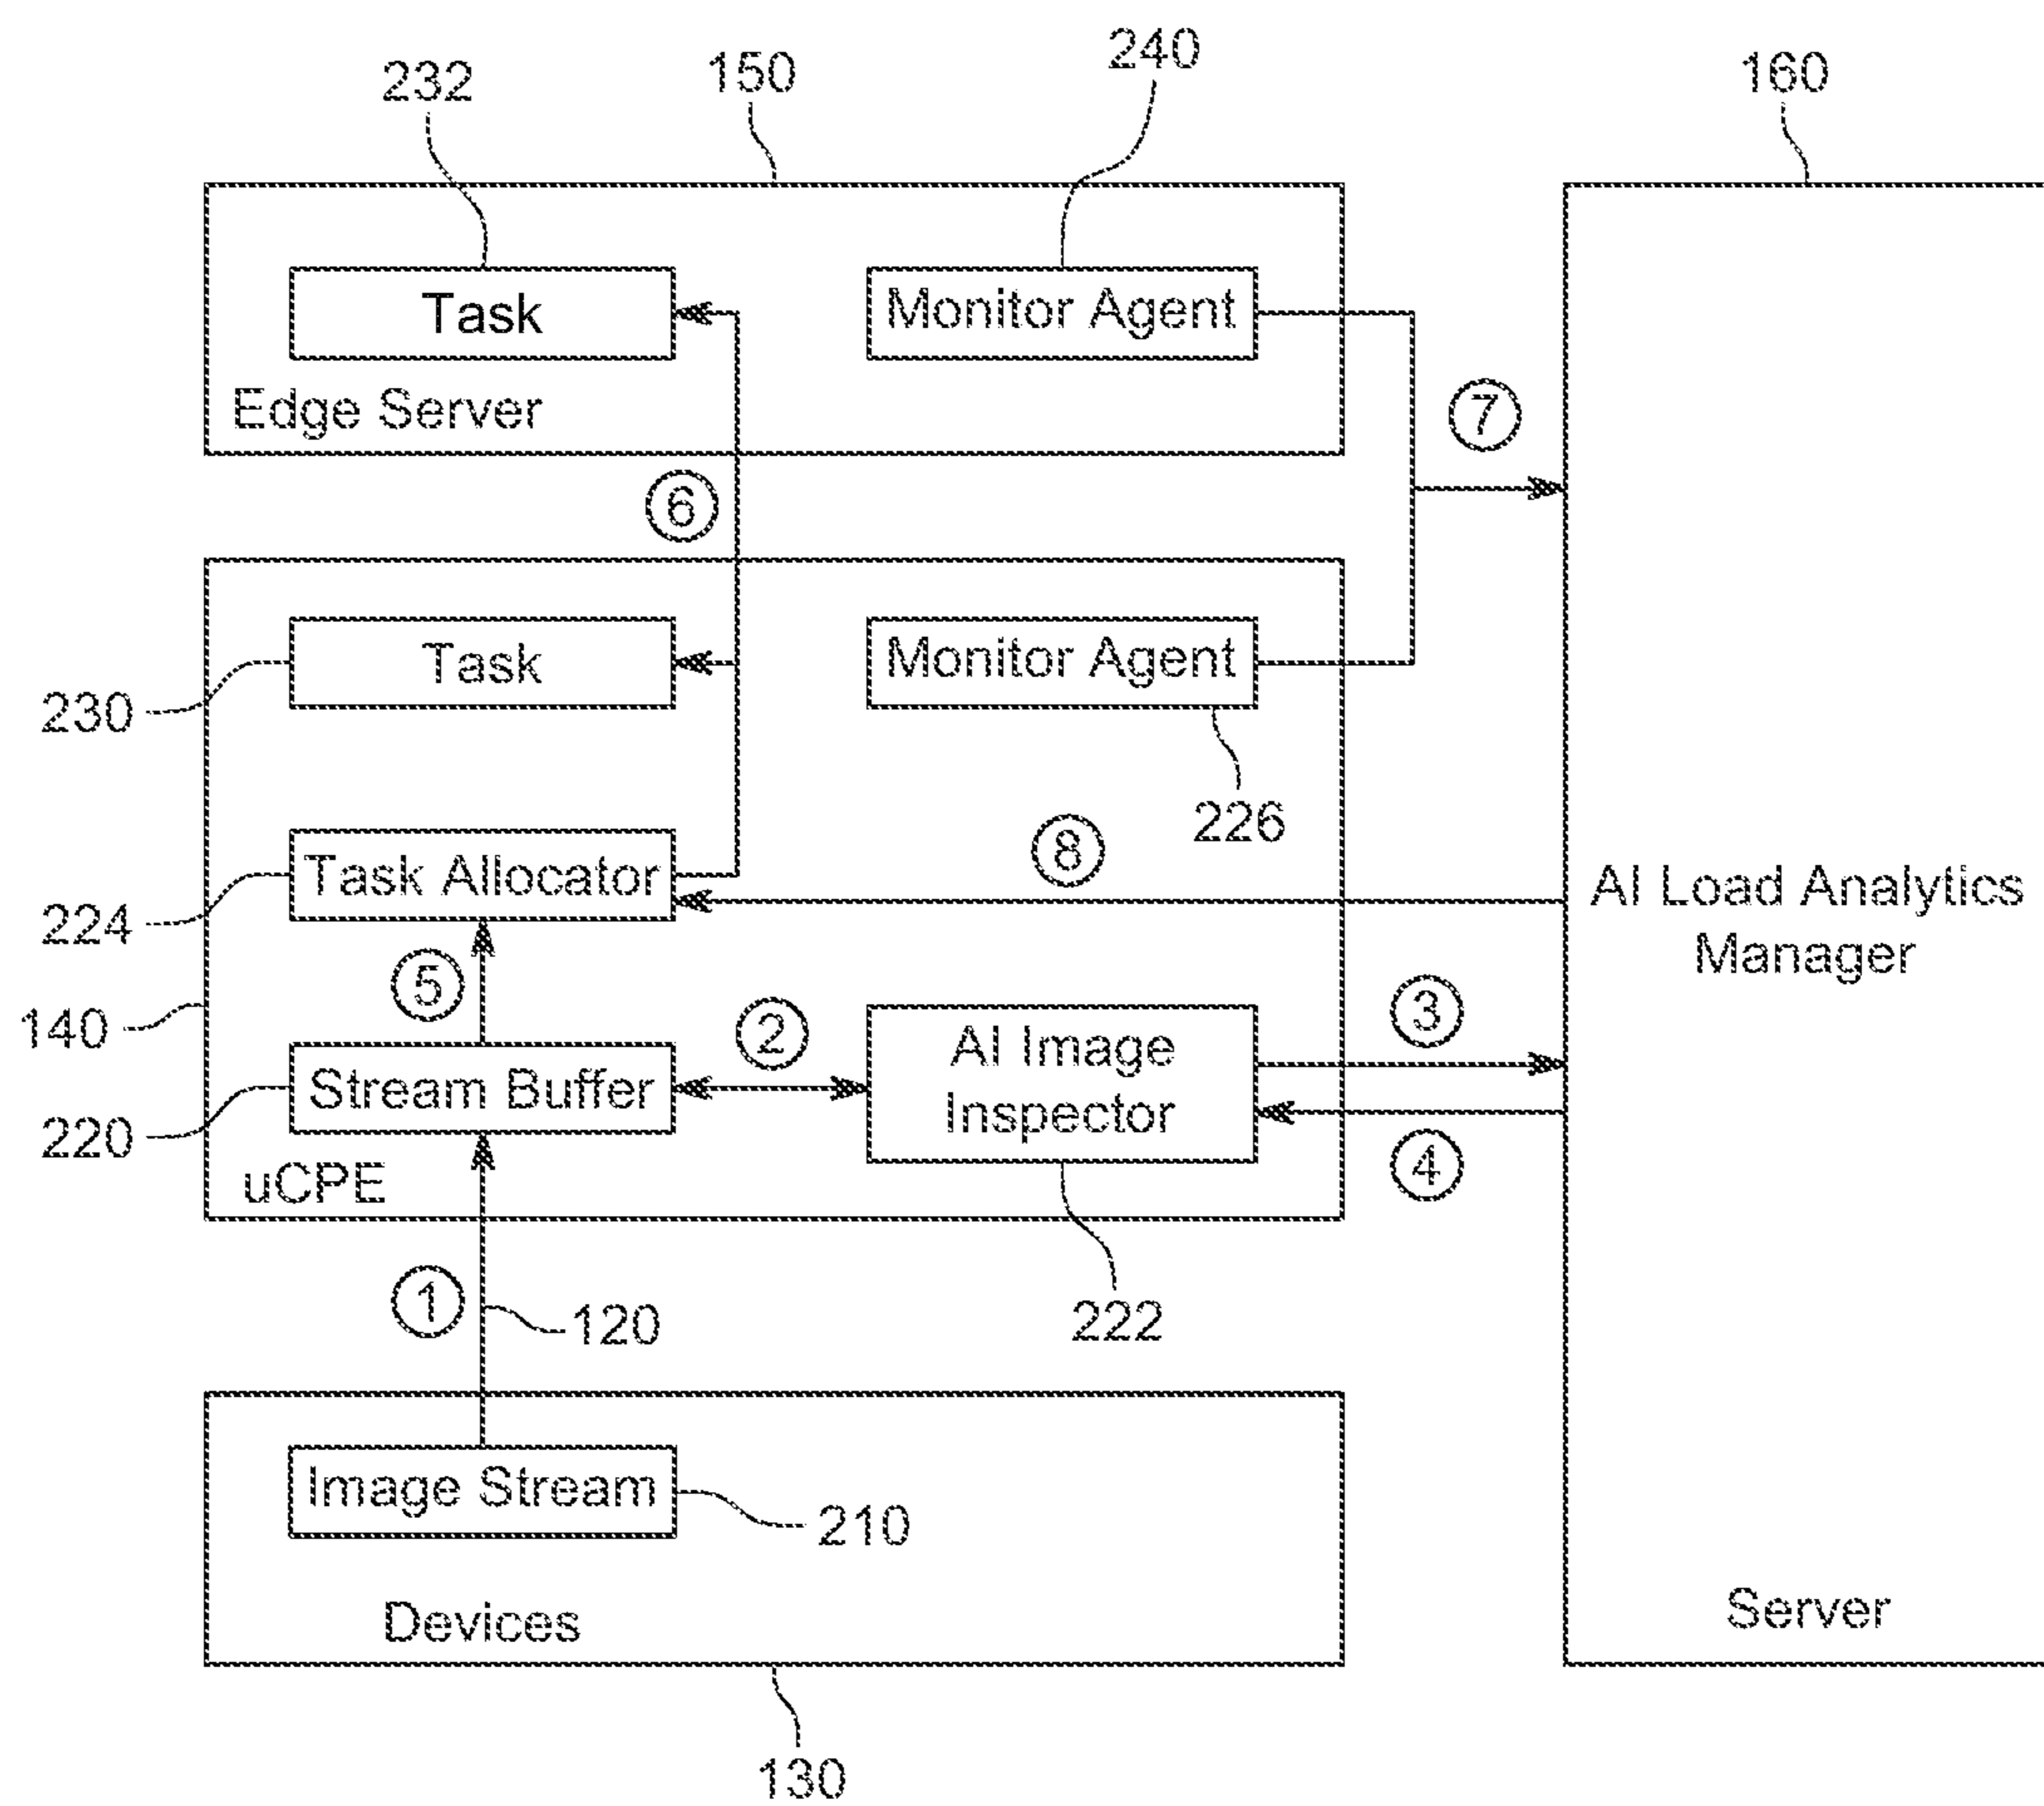 232
150
240
160
Task
Monitor Agent
Edge Server
7
6
Task
Monitor Agent
230
226
8
Task Allocator
224
AI Load Analytics
Manager
5
140
2
3
AI Image
Inspector
Stream Buffer
220
4
uCPE
1
120
222
Image Stream
210
Devices
Server
130